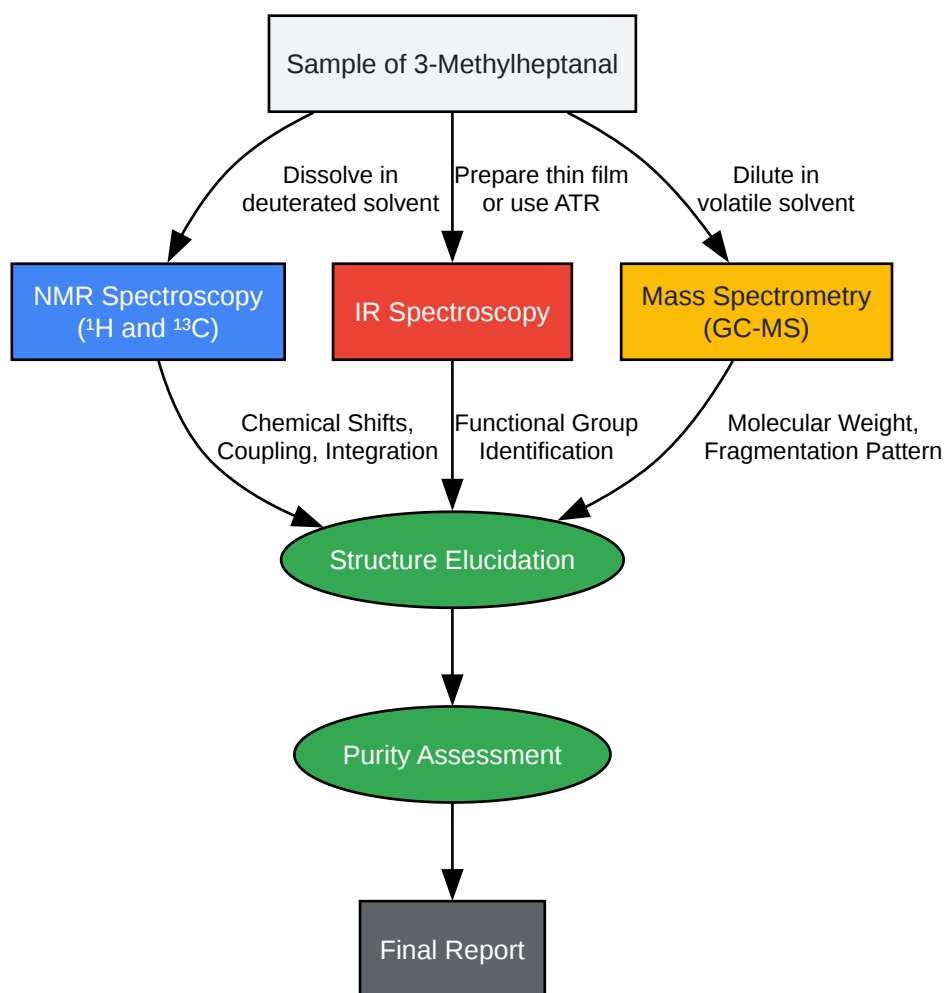 Sample of 3-Methylheptanal
Dissolve in
deuterated solvent
Prepare thin film
or use ATR
Dilute in
volatile solvent
NMR Spectroscopy
(¹H and ¹³C)
IR Spectroscopy
Mass Spectrometry
(GC-MS)
Chemical Shifts,
Coupling, Integration
Functional Group
Identification
Molecular Weight,
Fragmentation Pattern
Structure Elucidation
Purity Assessment
Final Report